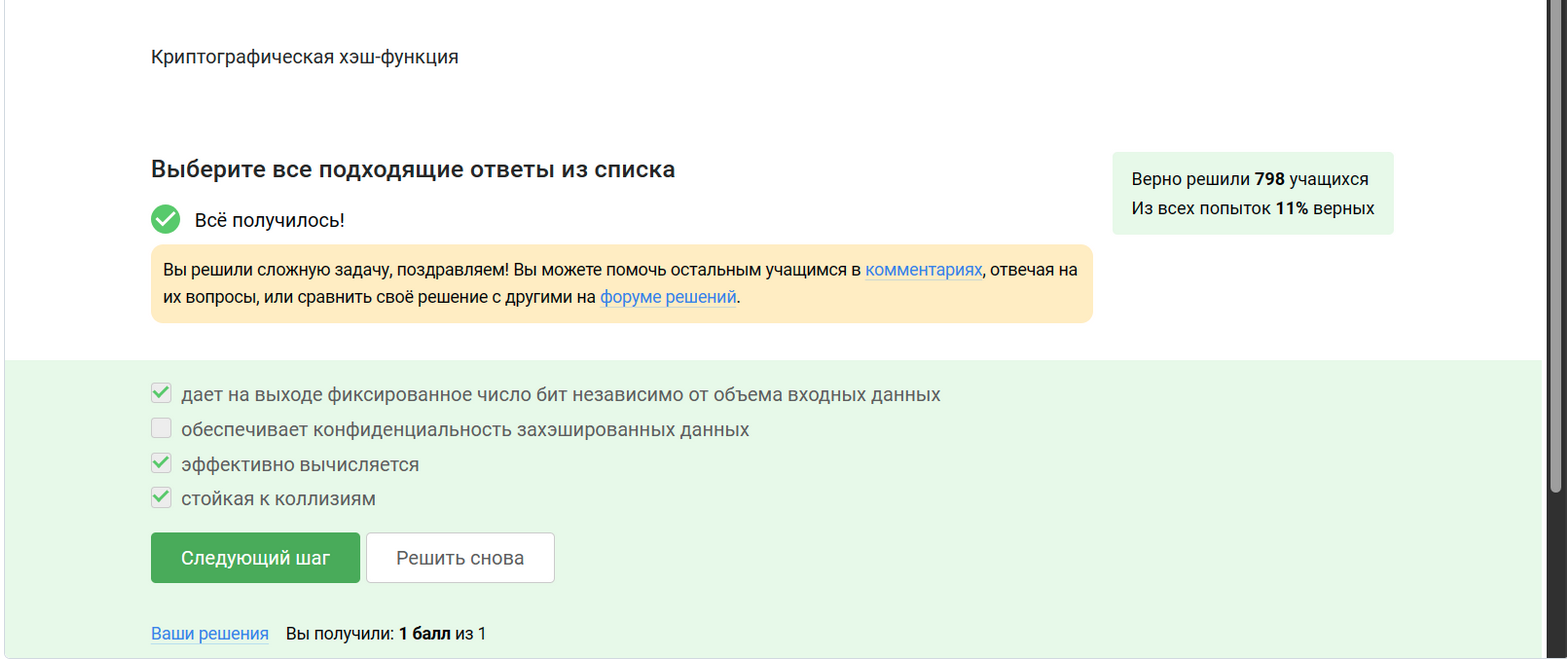 Криптографическая хэш-функция
Выберите все подходящие ответы из списка
Верно решили 798 учащихся
Из всех попыток 11% верных
Всё получилось!
Вы решили сложную задачу, поздравляем! Вы можете помочь остальным учащимся в комментариях, отвечая на
их вопросы, или сравнить своё решение с другими на форуме решений.
дает на выходе фиксированное число бит независимо от объема входных данных
обеспечивает конфиденциальность захэшированных данных
эффективно вычисляется
стойкая к коллизиям
Следующий шаг Решить снова
Ваши решения Вы получили: 1 балл из 1